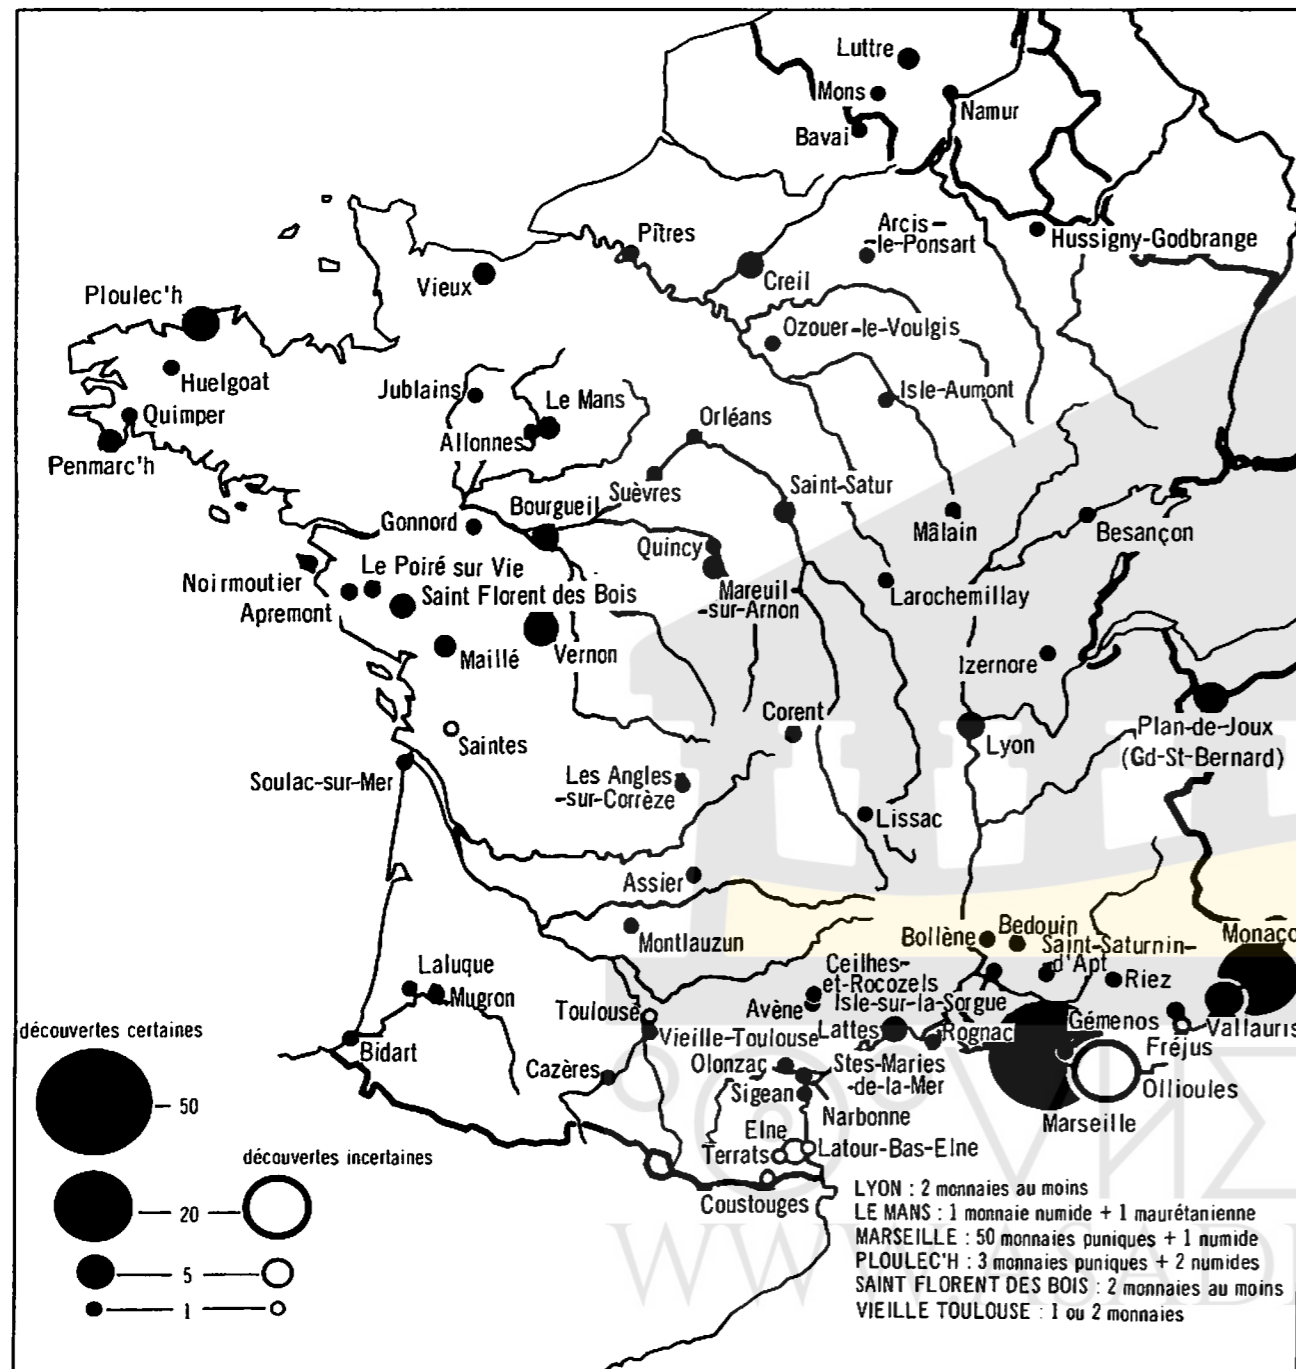 Luttre
Mons
Namur
Bavai
Pîtres
Arcis-
-le-Ponsart
Hussigny-Godbrange
Vieux
Creil
Ploulec'h
Ozouer-le-Voulgis
Huelgoat
Jublains
Le Mans
Isle-Aumont
Quimper
Orléans
Allonnes
Penmarc'h
Suèvres
Saint-Satur
Bourgueil
Gonnord
Mâlain
Besançon
Quincy
Noirmoutier
Le Poiré sur Vie
Saint Florent des Bois
Mareuil
-sur-Arnon
Larochemillay
Apremont
Maillé
Vernon
Izernore
Corent
Saintes
Lyon
Plan-de-Joux
(Gd-St-Bernard)
Soulac-sur-Mer
Les Angles
-sur-Corrèze
Lissac
Assier
Montlauzun
Bollène
Bedouin
Monaco
Saint-Saturnin-
-d'Apt
Ceilhes-
-et-Rocozels
Riez
Laluque
Mugron
Avène
Isle-sur-la-Sorgue
Toulouse
Vieille-Toulouse
Lattes
Rognac
Gémenos
Vallauris
Fréjus
Bidart
Cazères
Olonzac
Stes-Maries
-de-la-Mer
Ollioules
Sigean
Narbonne
Marseille
Elne
Terrats
Latour-Bas-Elne
Coustouges
découvertes certaines
50
découvertes incertaines
20
5
1
LYON : 2 monnaies au moins
LE MANS : 1 monnaie numide + 1 maurétanienne
MARSEILLE : 50 monnaies puniques + 1 numide
PLOULEC'H : 3 monnaies puniques + 2 numides
SAINT FLORENT DES BOIS : 2 monnaies au moins
VIEILLE TOULOUSE : 1 ou 2 monnaies